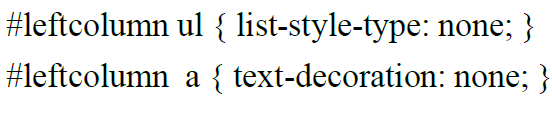 #leftcolumn ul { list-style-type: none; }
#leftcolumn  a { text-decoration: none; }